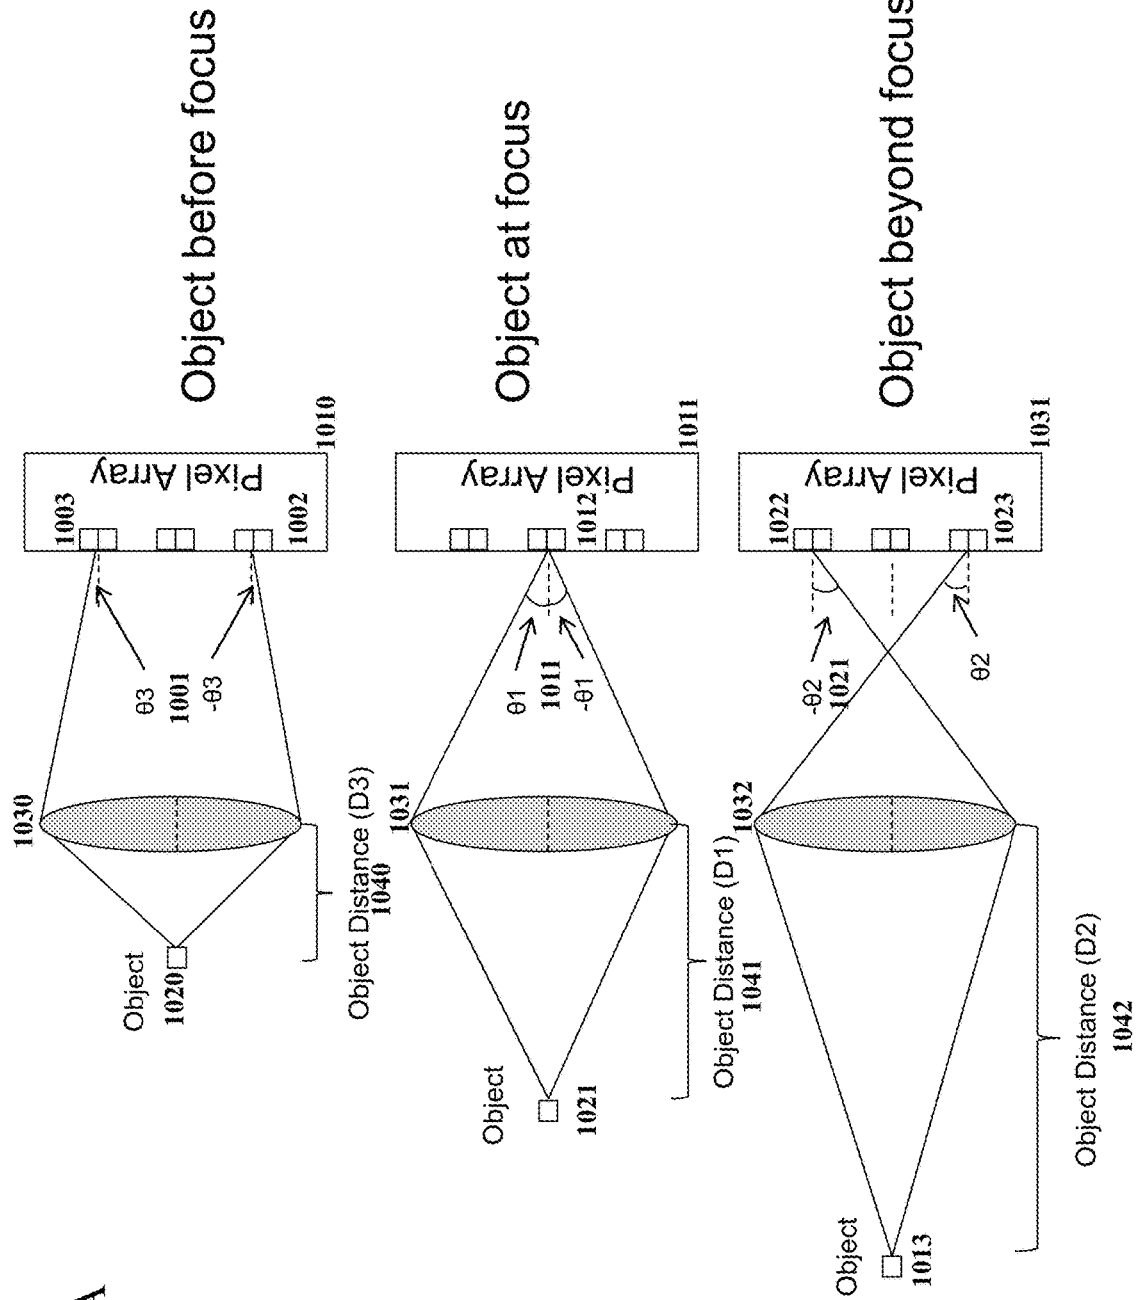 Object before focus
1003
Pixel Array
1002
1010
θ3
1001
-θ3
1030
Object
1020
Object Distance (D3)
1040
Object at focus
Pixel Array
1012
1011
θ1
1011
-θ1
1031
Object
1021
Object Distance (D1)
1041
Object beyond focus
1022
Pixel Array
1023
1031
-θ2
1021
θ2
1032
Object
1013
Object Distance (D2)
1042
A